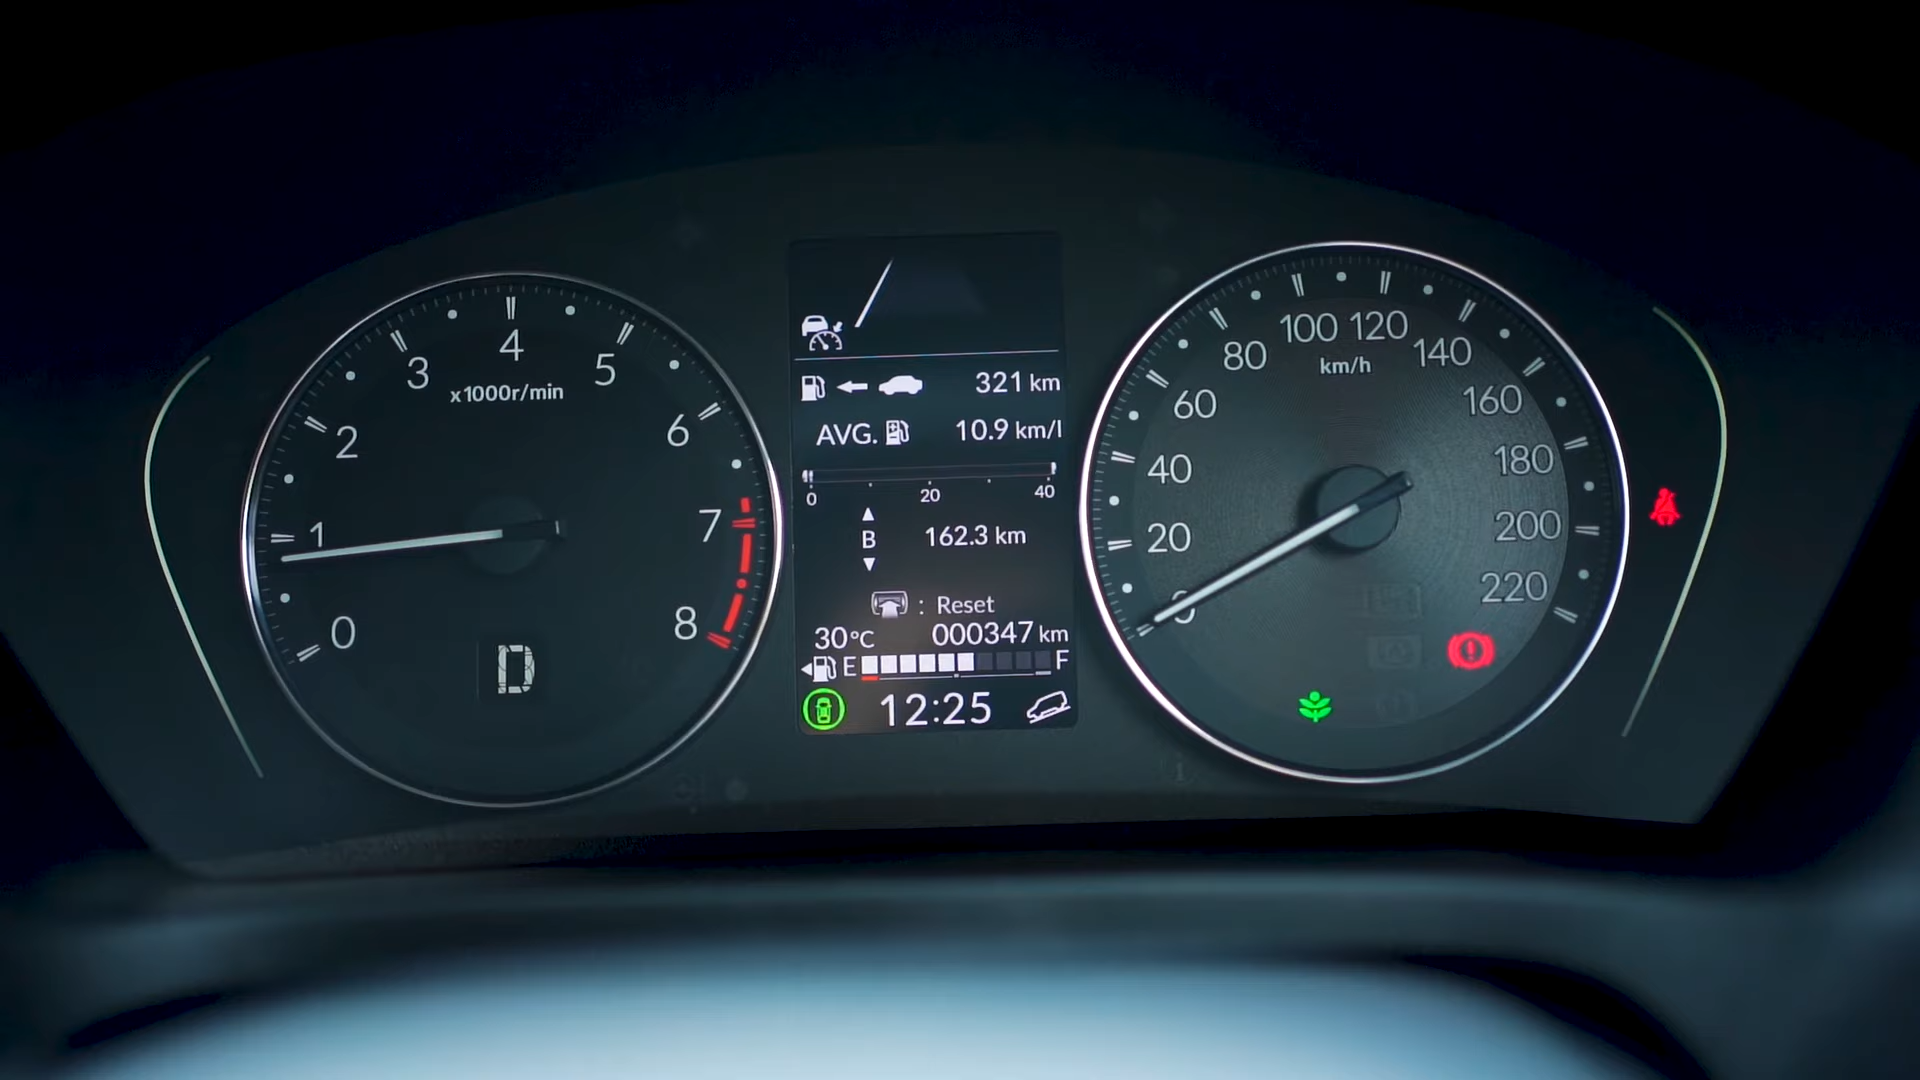 4
3 5
x1000r/min
2 6
1 7
0 8
D
321 km
AVG. 10.9 km/l
0 20 40
B 162.3 km
: Reset
30°C 000347 km
E F
12:25
100 120
80 140
km/h
60 160
40 180
20 200
0 220